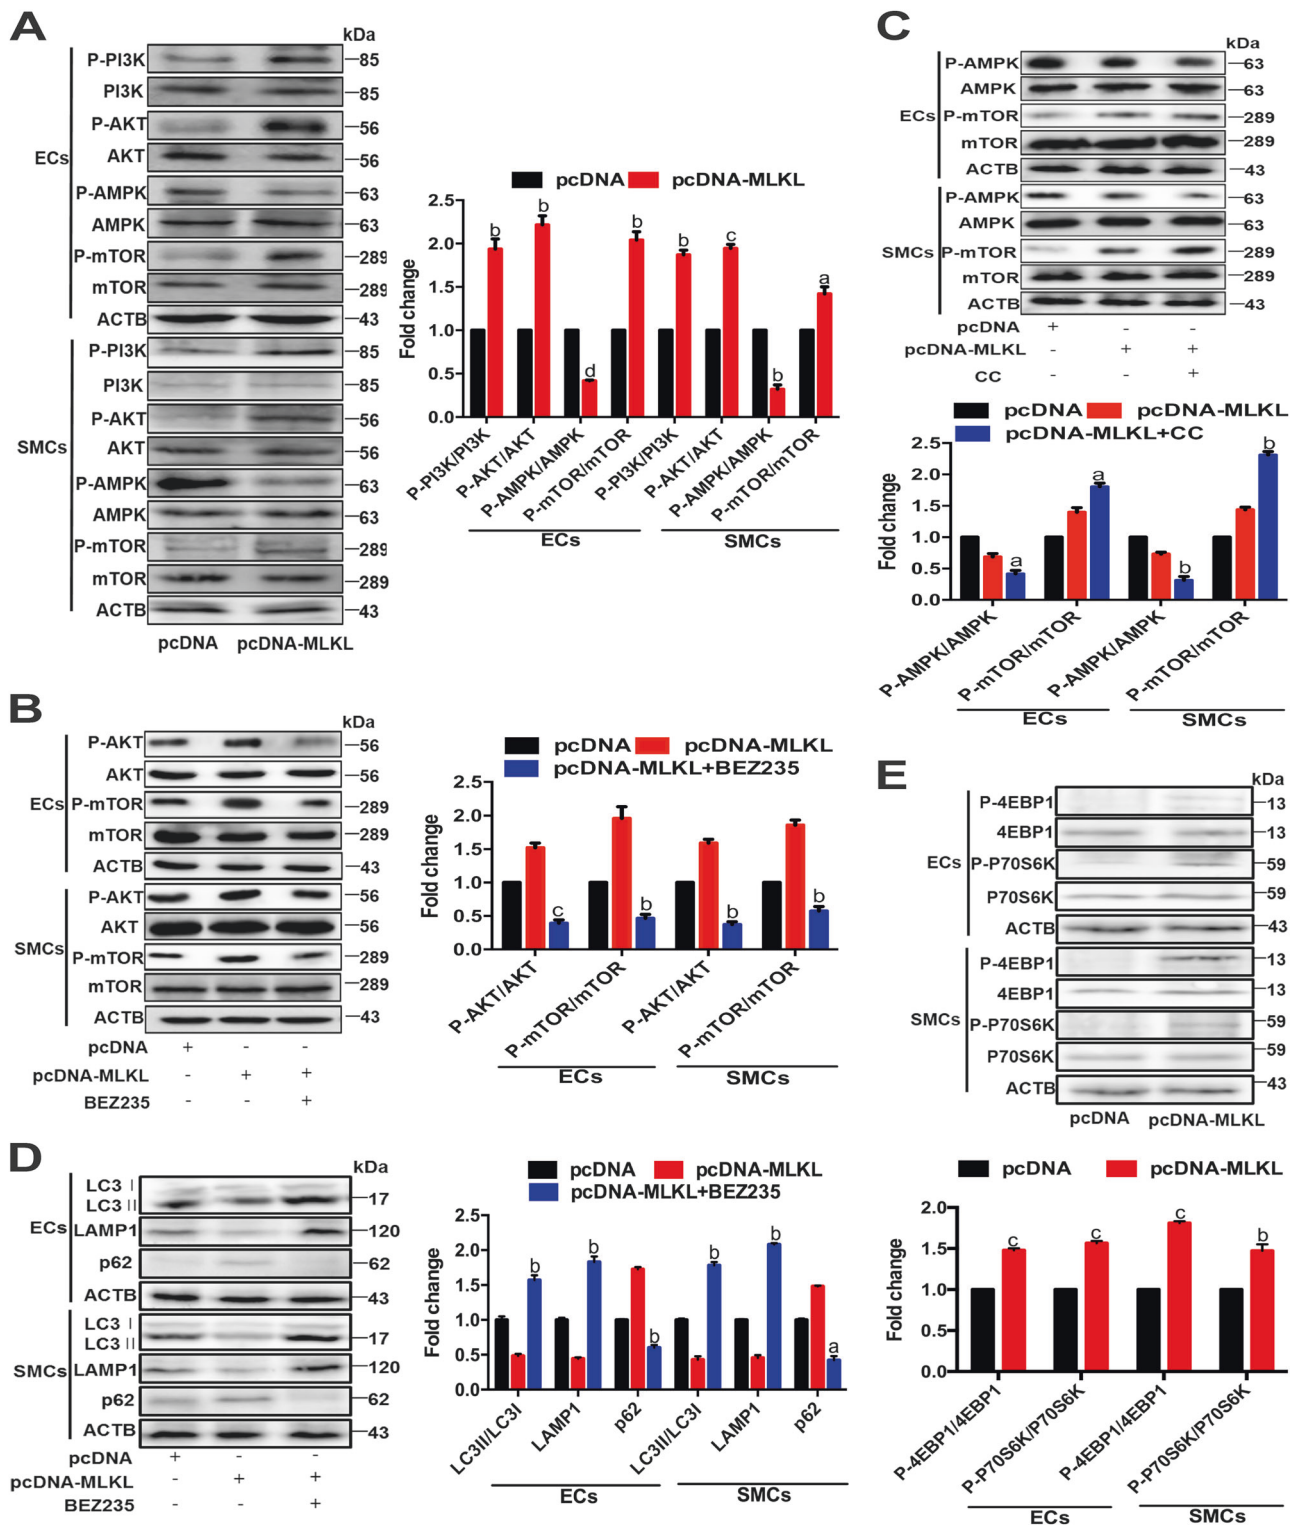 A
kDa
ECs
P-PI3K
85
PI3K
85
P-AKT
56
AKT
56
P-AMPK
63
AMPK
63
P-mTOR
289
mTOR
289
ACTB
43
SMCs
P-PI3K
85
PI3K
85
P-AKT
56
AKT
56
P-AMPK
63
AMPK
63
P-mTOR
289
mTOR
289
ACTB
43
pcDNA pcDNA-MLKL
pcDNA pcDNA-MLKL
Fold change
2.5
2.0
1.5
1.0
0.5
0.0
b b d b b c b a
P-PI3K/PI3K
P-AKT/AKT
P-AMPK/AMPK
P-mTOR/mTOR
P-PI3K/PI3K
P-AKT/AKT
P-AMPK/AMPK
P-mTOR/mTOR
ECs SMCs
C
kDa
ECs
P-AMPK
63
AMPK
63
P-mTOR
289
mTOR
289
ACTB
43
SMCs
P-AMPK
63
AMPK
63
P-mTOR
289
mTOR
289
ACTB
43
pcDNA + - -
pcDNA-MLKL - + +
CC - - +
pcDNA pcDNA-MLKL
pcDNA-MLKL+CC
Fold change
2.5
2.0
1.5
1.0
0.5
0.0
a a b b
P-AMPK/AMPK
P-mTOR/mTOR
P-AMPK/AMPK
P-mTOR/mTOR
ECs SMCs
B
kDa
ECs
P-AKT
56
AKT
56
P-mTOR
289
mTOR
289
ACTB
43
SMCs
P-AKT
56
AKT
56
P-mTOR
289
mTOR
289
ACTB
43
pcDNA + - -
pcDNA-MLKL - + +
BEZ235 - - +
pcDNA pcDNA-MLKL
pcDNA-MLKL+BEZ235
Fold change
2.5
2.0
1.5
1.0
0.5
0.0
c b b b
P-AKT/AKT
P-mTOR/mTOR
P-AKT/AKT
P-mTOR/mTOR
ECs SMCs
E
kDa
ECs
P-4EBP1
13
4EBP1
13
P-P70S6K
59
P70S6K
59
ACTB
43
SMCs
P-4EBP1
13
4EBP1
13
P-P70S6K
59
P70S6K
59
ACTB
43
pcDNA pcDNA-MLKL
pcDNA pcDNA-MLKL
Fold change
2.0
1.5
1.0
0.5
0.0
c c c b
P-4EBP1/4EBP1
P-P70S6K/P70S6K
P-4EBP1/4EBP1
P-P70S6K/P70S6K
ECs SMCs
D
kDa
ECs
LC3 I
LC3 II
17
LAMP1
120
p62
62
ACTB
43
SMCs
LC3 I
LC3 II
17
LAMP1
120
p62
62
ACTB
43
pcDNA + - -
pcDNA-MLKL - + +
BEZ235 - - +
pcDNA pcDNA-MLKL
pcDNA-MLKL+BEZ235
Fold change
2.5
2.0
1.5
1.0
0.5
0.0
b b b b b a
LC3II/LC3I
LAMP1
p62
LC3II/LC3I
LAMP1
p62
ECs SMCs